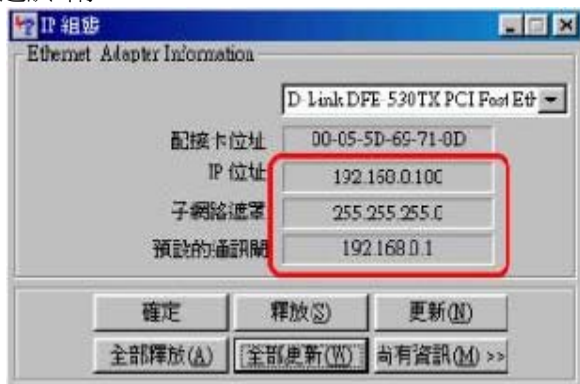 IP 組態
Ethernet Adapter Information
D-Link DFE-530TX PCI Fast Eth
配接卡位址 00-05-5D-69-71-0D
IP 位址 192.168.0.100
子網路遮罩 255.255.255.0
預設的通訊閘 192.168.0.1
確定 釋放(S) 更新(N)
全部釋放(A) 全部更新(W) 尚有資訊(M) >>